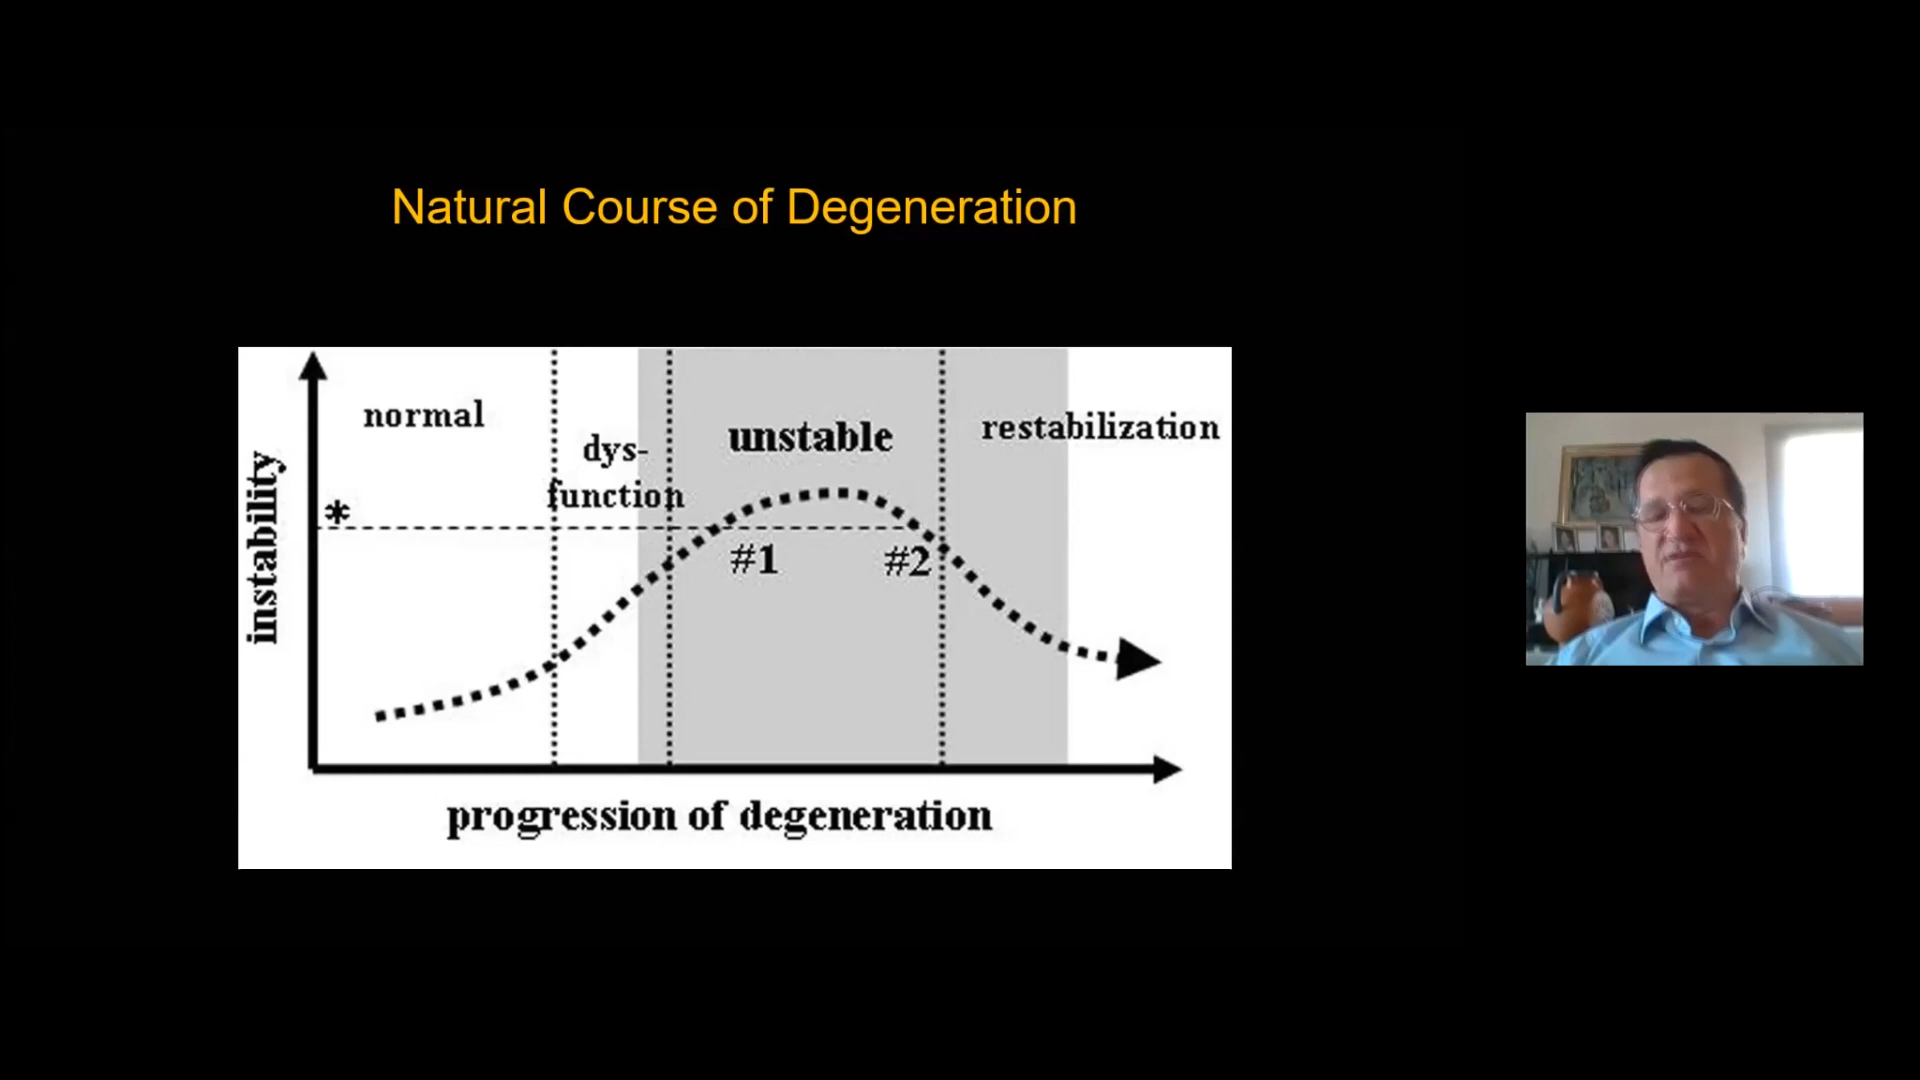 Natural Course of Degeneration
normal
dys-
function
unstable
restabilization
*
#1
#2
instability
progression of degeneration